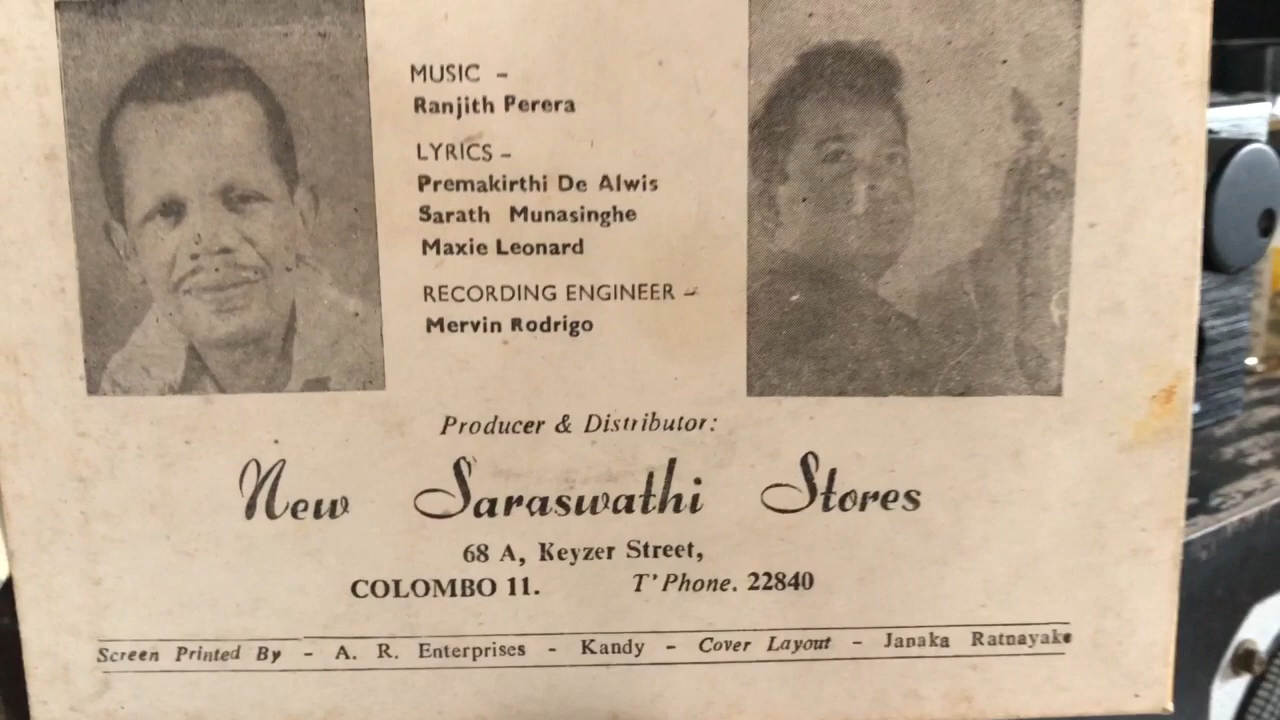 MUSIC –
Ranjith Perera
LYRICS –
Premakirthi De Alwis
Sarath Munasinghe
Maxie Leonard
RECORDING ENGINEER –
Mervin Rodrigo
Producer & Distributor:
New Saraswathi Stores
68 A, Keyzer Street,
COLOMBO 11. T'Phone. 22840
Screen Printed By – A. R. Enterprises – Kandy – Cover Layout – Janaka Ratnayake